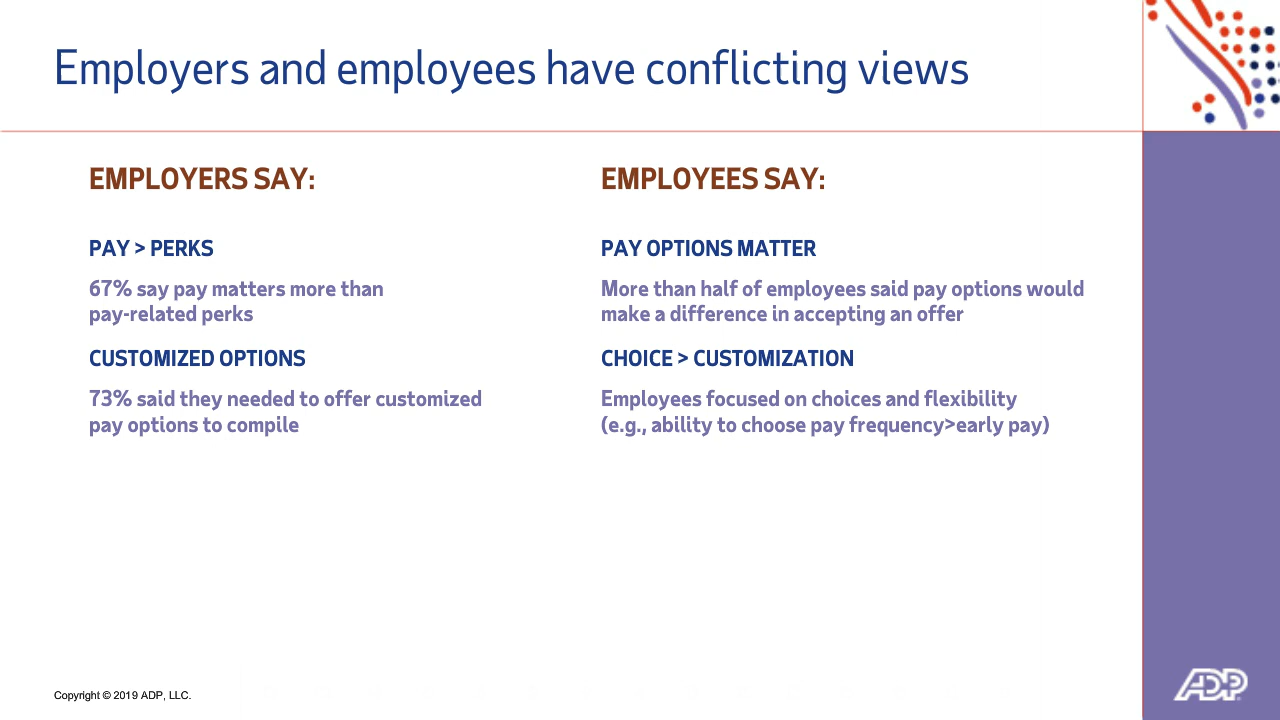 Employers and employees have conflicting views
EMPLOYERS SAY:
PAY > PERKS
67% say pay matters more than
pay-related perks
CUSTOMIZED OPTIONS
73% said they needed to offer customized
pay options to compile
EMPLOYEES SAY:
PAY OPTIONS MATTER
More than half of employees said pay options would
make a difference in accepting an offer
CHOICE > CUSTOMIZATION
Employees focused on choices and flexibility
(e.g., ability to choose pay frequency>early pay)
Copyright © 2019 ADP, LLC.
ADP